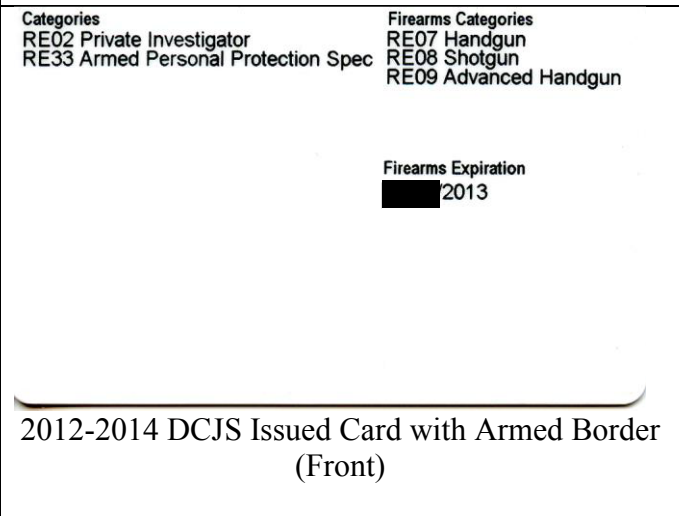 Categories
RE02 Private Investigator
RE33 Armed Personal Protection Spec
Firearms Categories
RE07 Handgun
RE08 Shotgun
RE09 Advanced Handgun
Firearms Expiration
/2013
2012-2014 DCJS Issued Card with Armed Border
(Front)